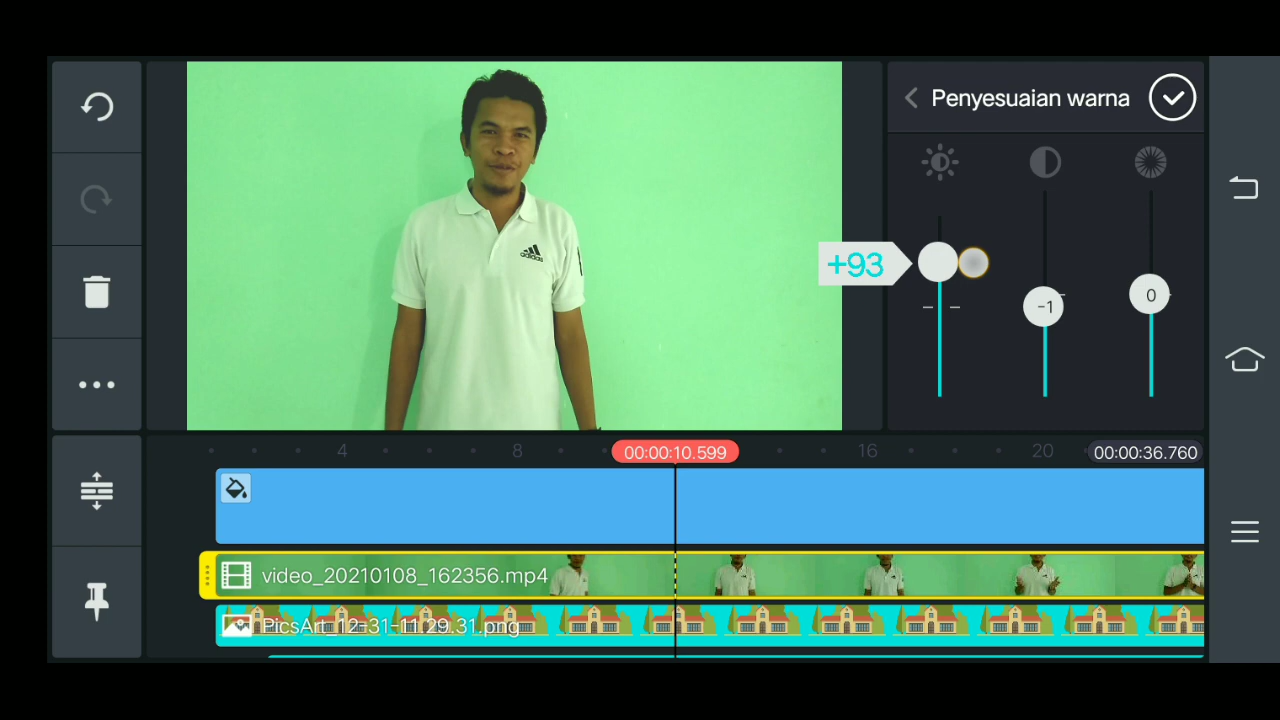 Penyesuaian warna
adidas
+93
-1
0
4
8
00:00:10.599
16
20
00:00:36.760
video_20210108_162356.mp4
PicsArt_12-31-11.29.31.png